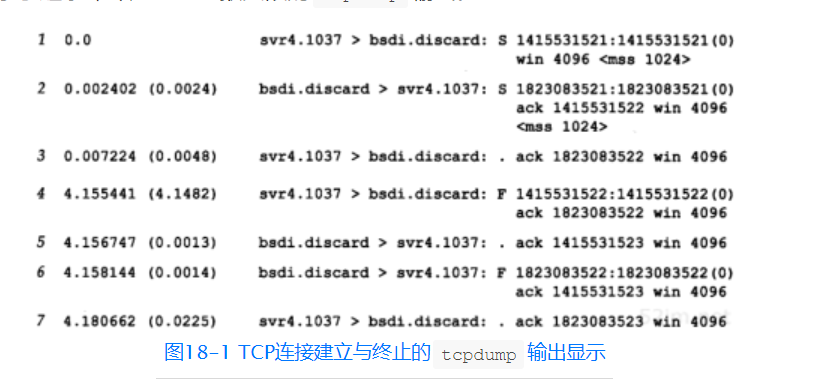 1 0.0 svr4.1037 > bsdi.discard: S 1415531521:1415531521(0)
win 4096 <mss 1024>
2 0.002402 (0.0024) bsdi.discard > svr4.1037: S 1823083521:1823083521(0)
ack 1415531522 win 4096
<mss 1024>
3 0.007224 (0.0048) svr4.1037 > bsdi.discard: . ack 1823083522 win 4096
4 4.155441 (4.1482) svr4.1037 > bsdi.discard: F 1415531522:1415531522(0)
ack 1823083522 win 4096
5 4.156747 (0.0013) bsdi.discard > svr4.1037: . ack 1415531523 win 4096
6 4.158144 (0.0014) bsdi.discard > svr4.1037: F 1823083522:1823083522(0)
ack 1415531523 win 4096
7 4.180662 (0.0225) svr4.1037 > bsdi.discard: . ack 1823083523 win 4096
图18-1 TCP连接建立与终止的 tcpdump 输出显示